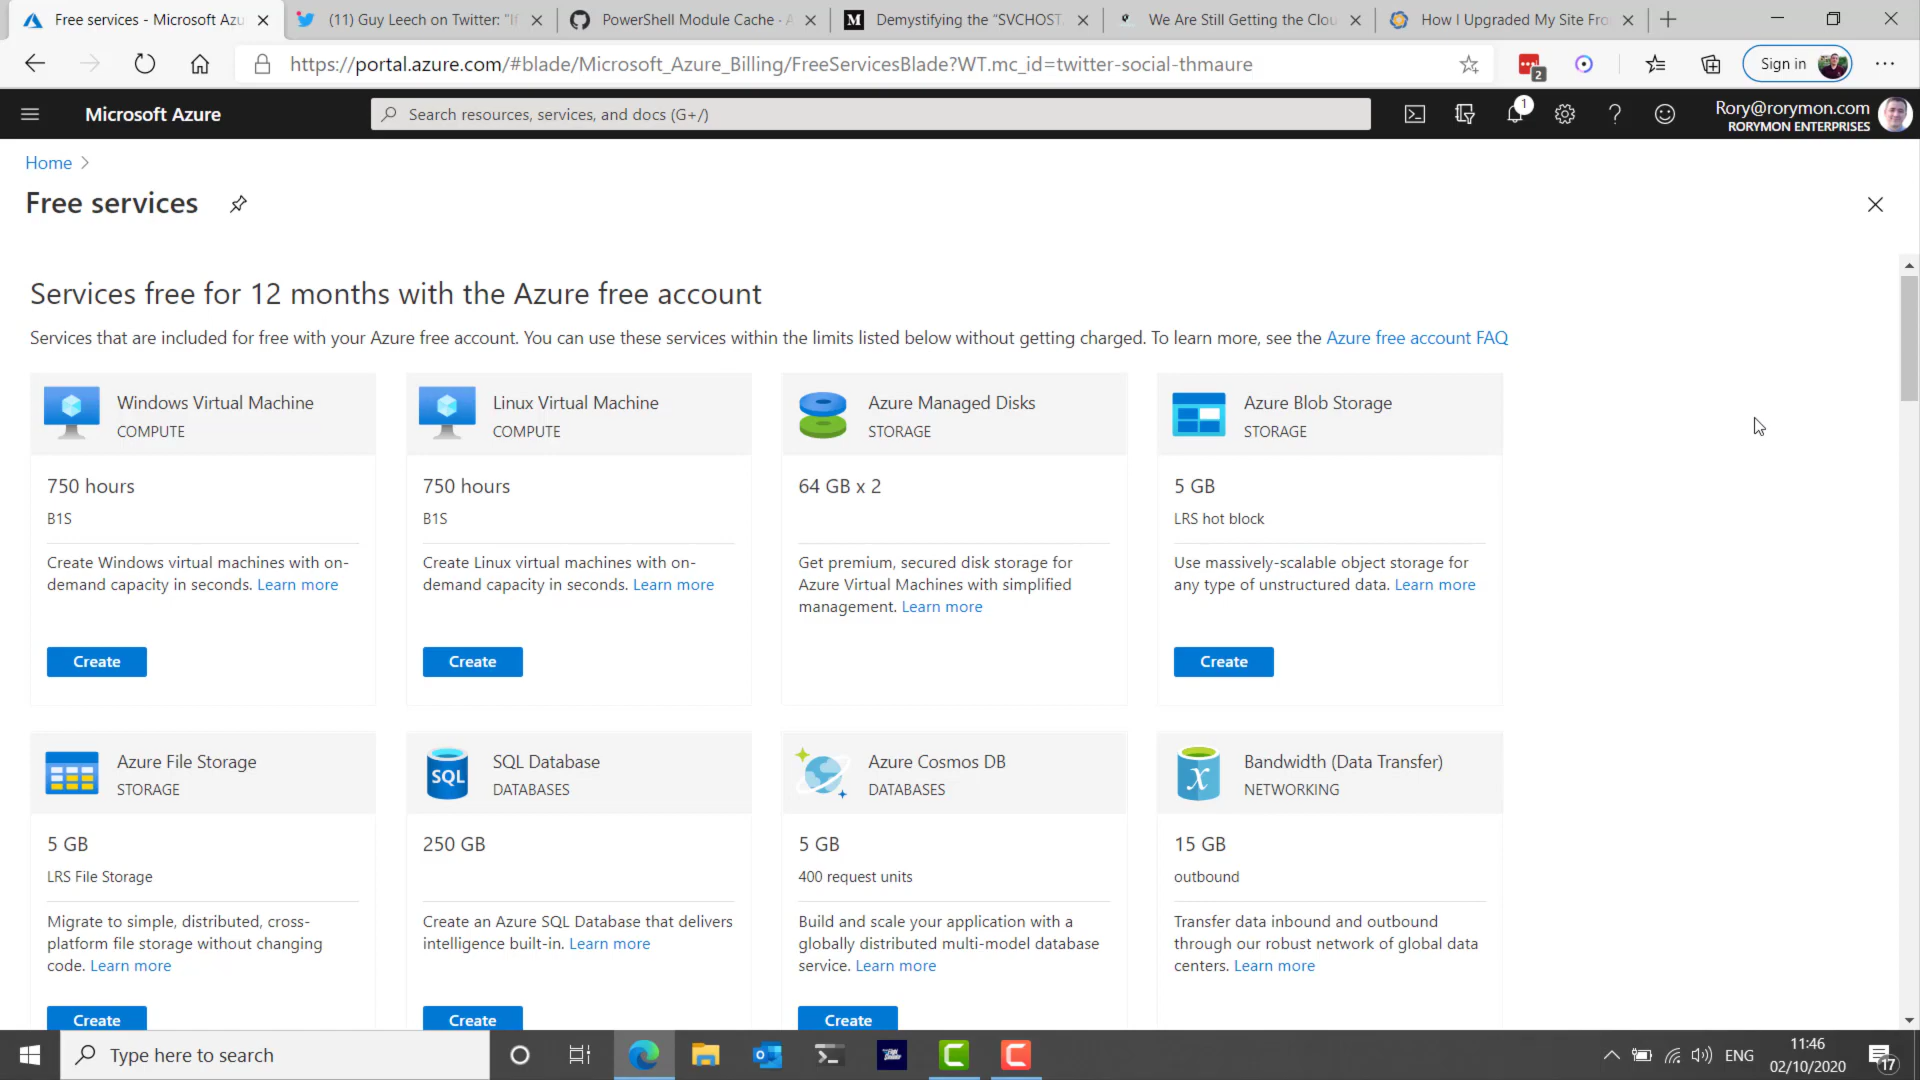 Free services - Microsoft Azu
(11) Guy Leech on Twitter: "If
PowerShell Module Cache - A
Demystifying the "SVCHOST.
We Are Still Getting the Clou
How I Upgraded My Site Fro
https://portal.azure.com/#blade/Microsoft_Azure_Billing/FreeServicesBlade?WT.mc_id=twitter-social-thmaure
2
Sign in
Microsoft Azure
Search resources, services, and docs (G+/)
1
Rory@rorymon.com
RORYMON ENTERPRISES
Home
Free services
Services free for 12 months with the Azure free account
Services that are included for free with your Azure free account. You can use these services within the limits listed below without getting charged. To learn more, see the Azure free account FAQ
Windows Virtual Machine
COMPUTE
750 hours
B1S
Create Windows virtual machines with on-
demand capacity in seconds. Learn more
Create
Linux Virtual Machine
COMPUTE
750 hours
B1S
Create Linux virtual machines with on-
demand capacity in seconds. Learn more
Create
Azure Managed Disks
STORAGE
64 GB x 2
Get premium, secured disk storage for
Azure Virtual Machines with simplified
management. Learn more
Azure Blob Storage
STORAGE
5 GB
LRS hot block
Use massively-scalable object storage for
any type of unstructured data. Learn more
Create
Azure File Storage
STORAGE
5 GB
LRS File Storage
Migrate to simple, distributed, cross-
platform file storage without changing
code. Learn more
Create
SQL
SQL Database
DATABASES
250 GB
Create an Azure SQL Database that delivers
intelligence built-in. Learn more
Create
Azure Cosmos DB
DATABASES
5 GB
400 request units
Build and scale your application with a
globally distributed multi-model database
service. Learn more
Create
Bandwidth (Data Transfer)
NETWORKING
15 GB
outbound
Transfer data inbound and outbound
through our robust network of global data
centers. Learn more
Type here to search
ENG
11:46
02/10/2020
17